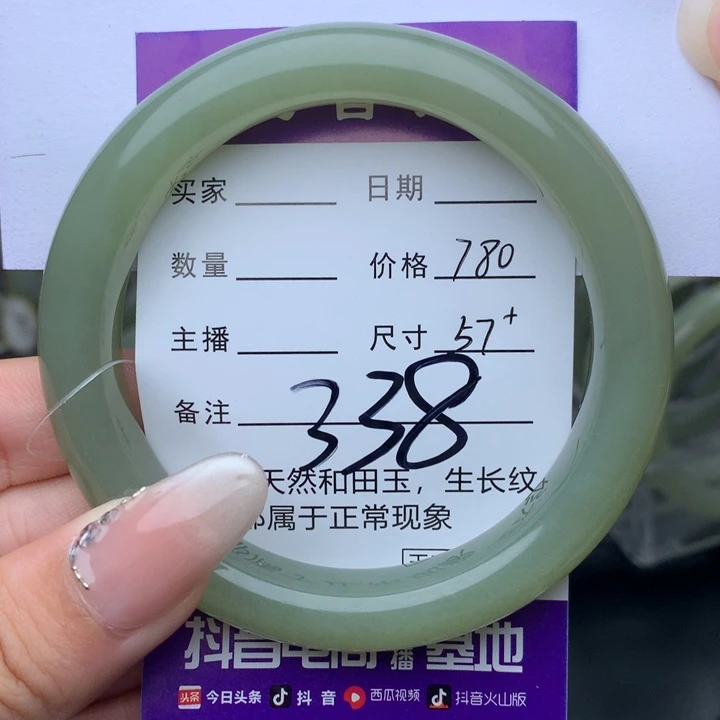 买家 日期
数量 价格 780
主播 尺寸 57+
备注 338
天然和田玉，生长纹
属于正常现象
抖音电商 播基地
头条 今日头条 抖音 西瓜视频 抖音火山版